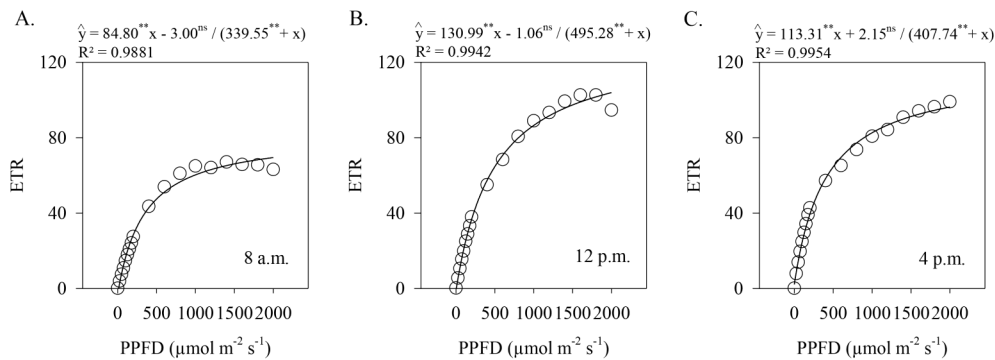 A.
ŷ = 84.80**x - 3.00ns / (339.55**+ x)
R² = 0.9881
120
80
40
0
ETR
8 a.m.
0 500 1000 1500 2000
PPFD (µmol m⁻² s⁻¹)
B.
ŷ = 130.99**x - 1.06ns / (495.28**+ x)
R² = 0.9942
120
80
40
0
ETR
12 p.m.
0 500 1000 1500 2000
PPFD (µmol m⁻² s⁻¹)
C.
ŷ = 113.31**x + 2.15ns / (407.74**+ x)
R² = 0.9954
120
80
40
0
ETR
4 p.m.
0 500 1000 1500 2000
PPFD (µmol m⁻² s⁻¹)